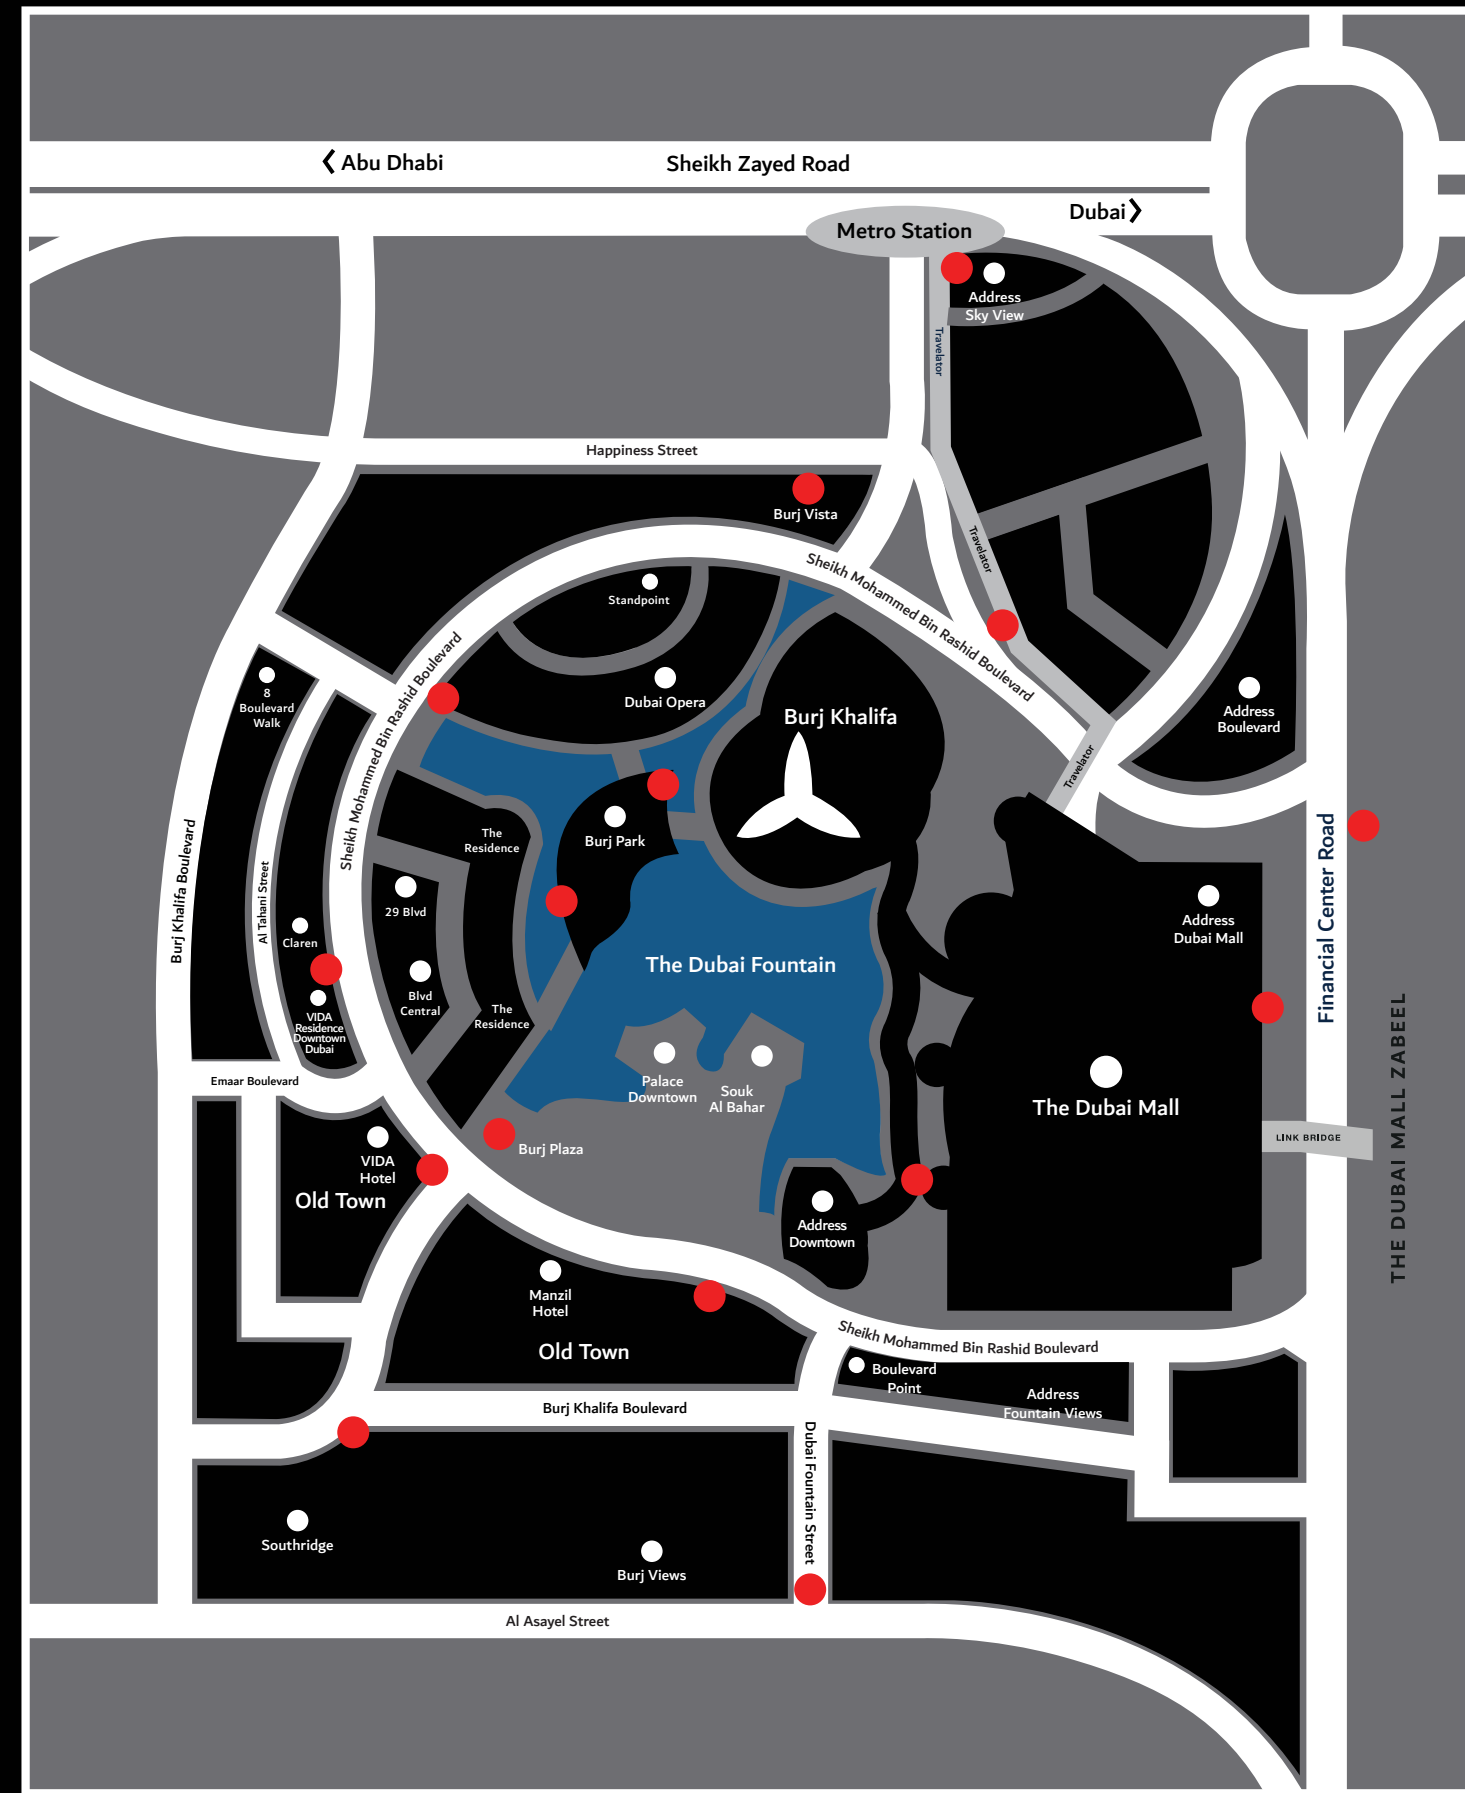 Abu Dhabi
Sheikh Zayed Road
Dubai
Metro Station
Address
Sky View
Travelator
Happiness Street
Burj Vista
Travelator
Sheikh Mohammed Bin Rashid Boulevard
Standpoint
Sheikh Mohammed Bin Rashid Boulevard
8
Boulevard
Walk
Dubai Opera
Burj Khalifa
Address
Boulevard
Travelator
The
Residence
Burj Park
Burj Khalifa Boulevard
Al Tahani Street
29 Blvd
Claren
Address
Dubai Mall
Financial Center Road
The Dubai Fountain
Blvd
Central
The
Residence
VIDA
Residence
Downtown
Dubai
Emaar Boulevard
Palace
Downtown
Souk
Al Bahar
The Dubai Mall
LINK BRIDGE
THE DUBAI MALL ZABEEL
Burj Plaza
VIDA
Hotel
Old Town
Address
Downtown
Manzil
Hotel
Old Town
Sheikh Mohammed Bin Rashid Boulevard
Boulevard
Point
Address
Fountain Views
Burj Khalifa Boulevard
Dubai Fountain Street
Southridge
Burj Views
Al Asayel Street